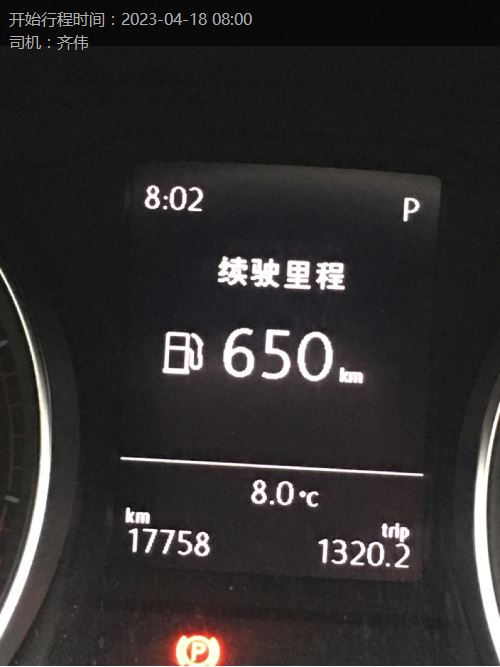 开始行程时间：2023-04-18 08:00
司机：齐伟
8:02 P
续驶里程
650 km
8.0℃
km trip
17758 1320.2
P